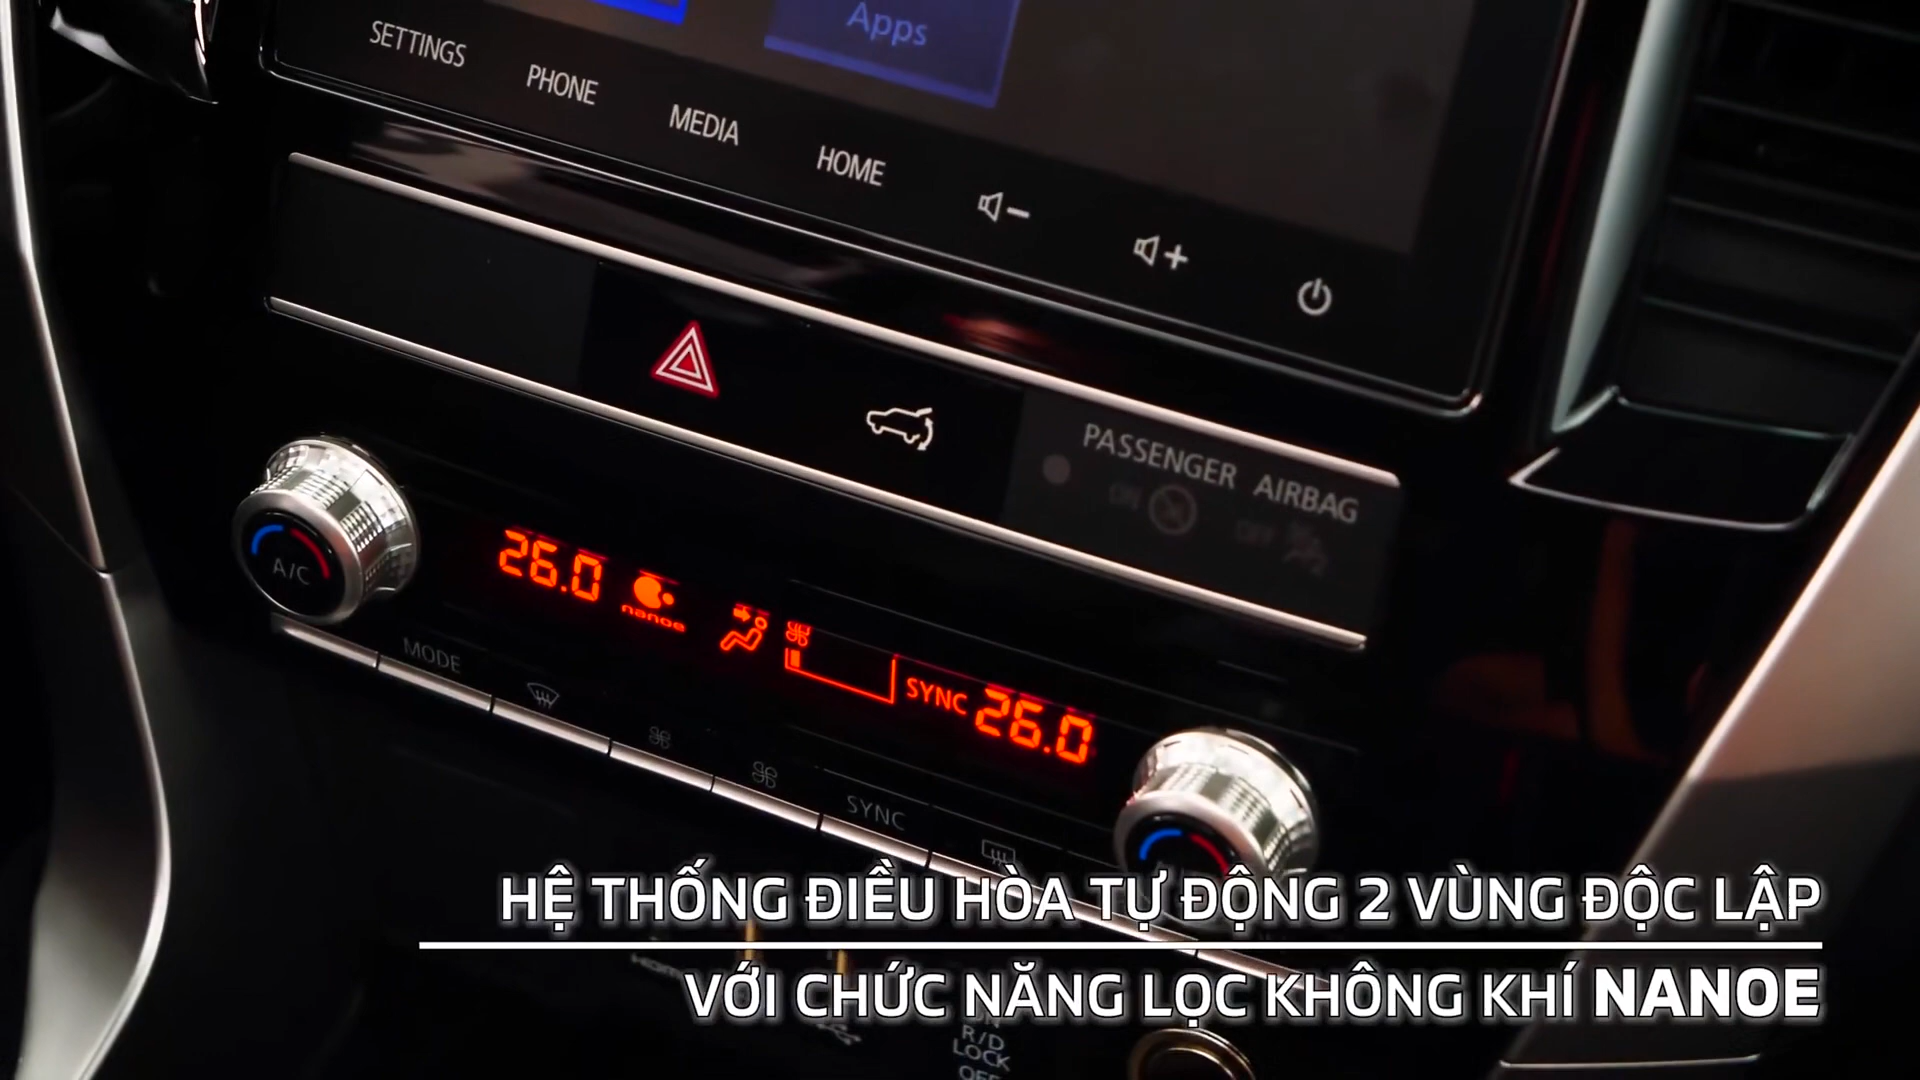 Apps
SETTINGS
PHONE
MEDIA
HOME
PASSENGER AIRBAG
ON
OFF
A/C
26.0
nanoe
SYNC
26.0
MODE
SYNC
HỆ THỐNG ĐIỀU HÒA TỰ ĐỘNG 2 VÙNG ĐỘC LẬP
VỚI CHỨC NĂNG LỌC KHÔNG KHÍ NANOE
R/D
LOCK